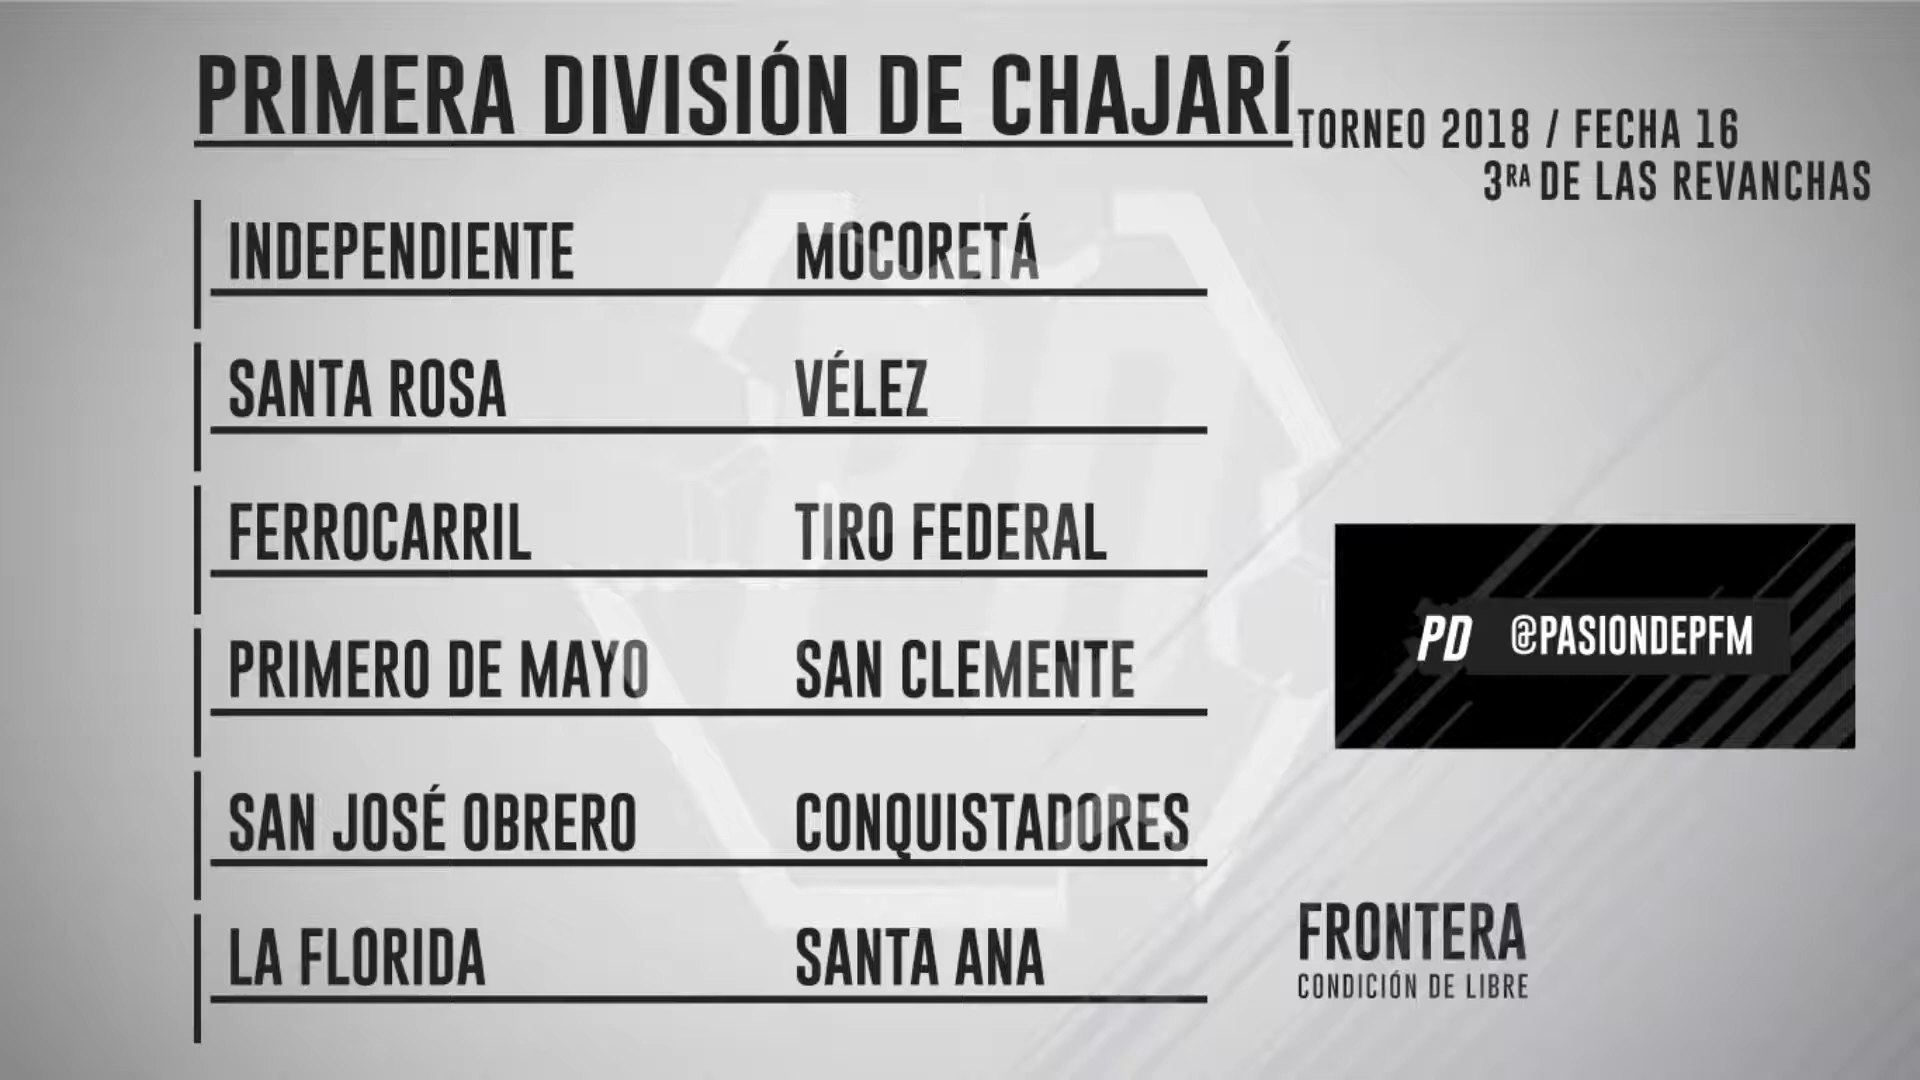 PRIMERA DIVISIÓN DE CHAJARÍ
TORNEO 2018 / FECHA 16
3RA DE LAS REVANCHAS
INDEPENDIENTE MOCORETÁ
SANTA ROSA VÉLEZ
FERROCARRIL TIRO FEDERAL
PRIMERO DE MAYO SAN CLEMENTE
SAN JOSÉ OBRERO CONQUISTADORES
LA FLORIDA SANTA ANA
PD @PASIONDEPFM
FRONTERA
CONDICIÓN DE LIBRE